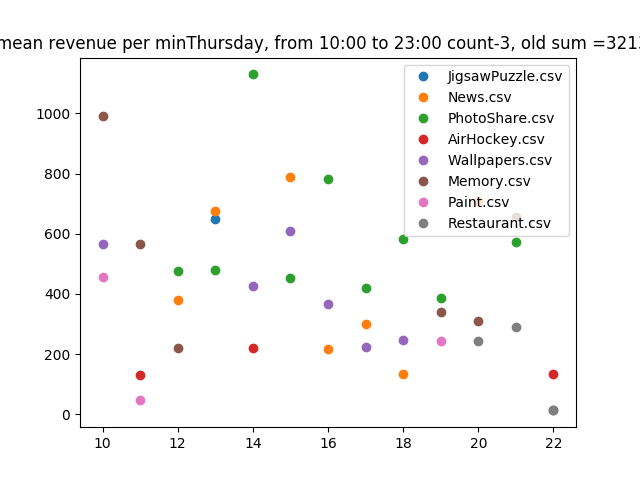 mean revenue per minThursday, from 10:00 to 23:00 count-3, old sum =321
JigsawPuzzle.csv
News.csv
PhotoShare.csv
AirHockey.csv
Wallpapers.csv
Memory.csv
Paint.csv
Restaurant.csv
1000
800
600
400
200
0
10 12 14 16 18 20 22